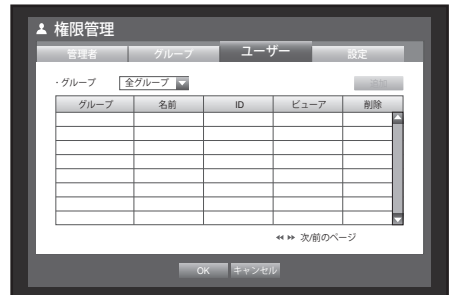 権限管理
管理者 グループ ユーザー 設定
・グループ 全グループ 追加
グループ 名前 ID ビューア 削除
次/前のページ
OK キャンセル